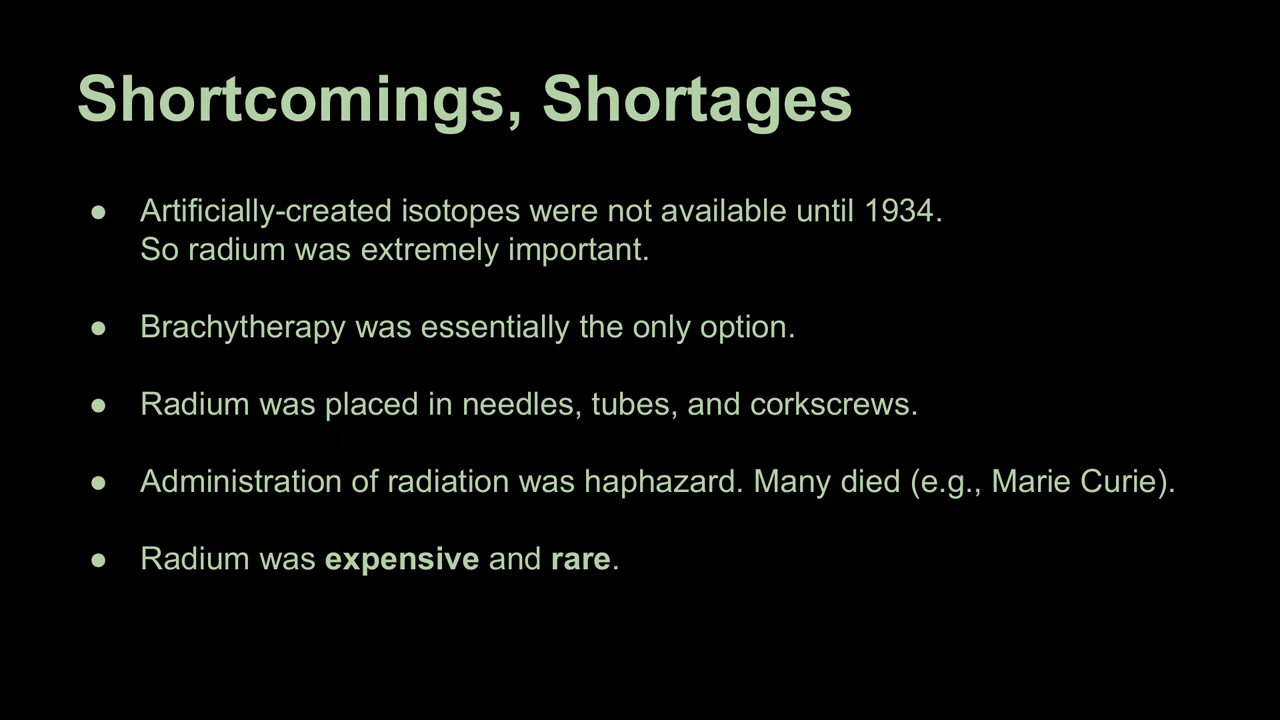 Shortcomings, Shortages
● Artificially-created isotopes were not available until 1934.
So radium was extremely important.
● Brachytherapy was essentially the only option.
● Radium was placed in needles, tubes, and corkscrews.
● Administration of radiation was haphazard. Many died (e.g., Marie Curie).
● Radium was expensive and rare.